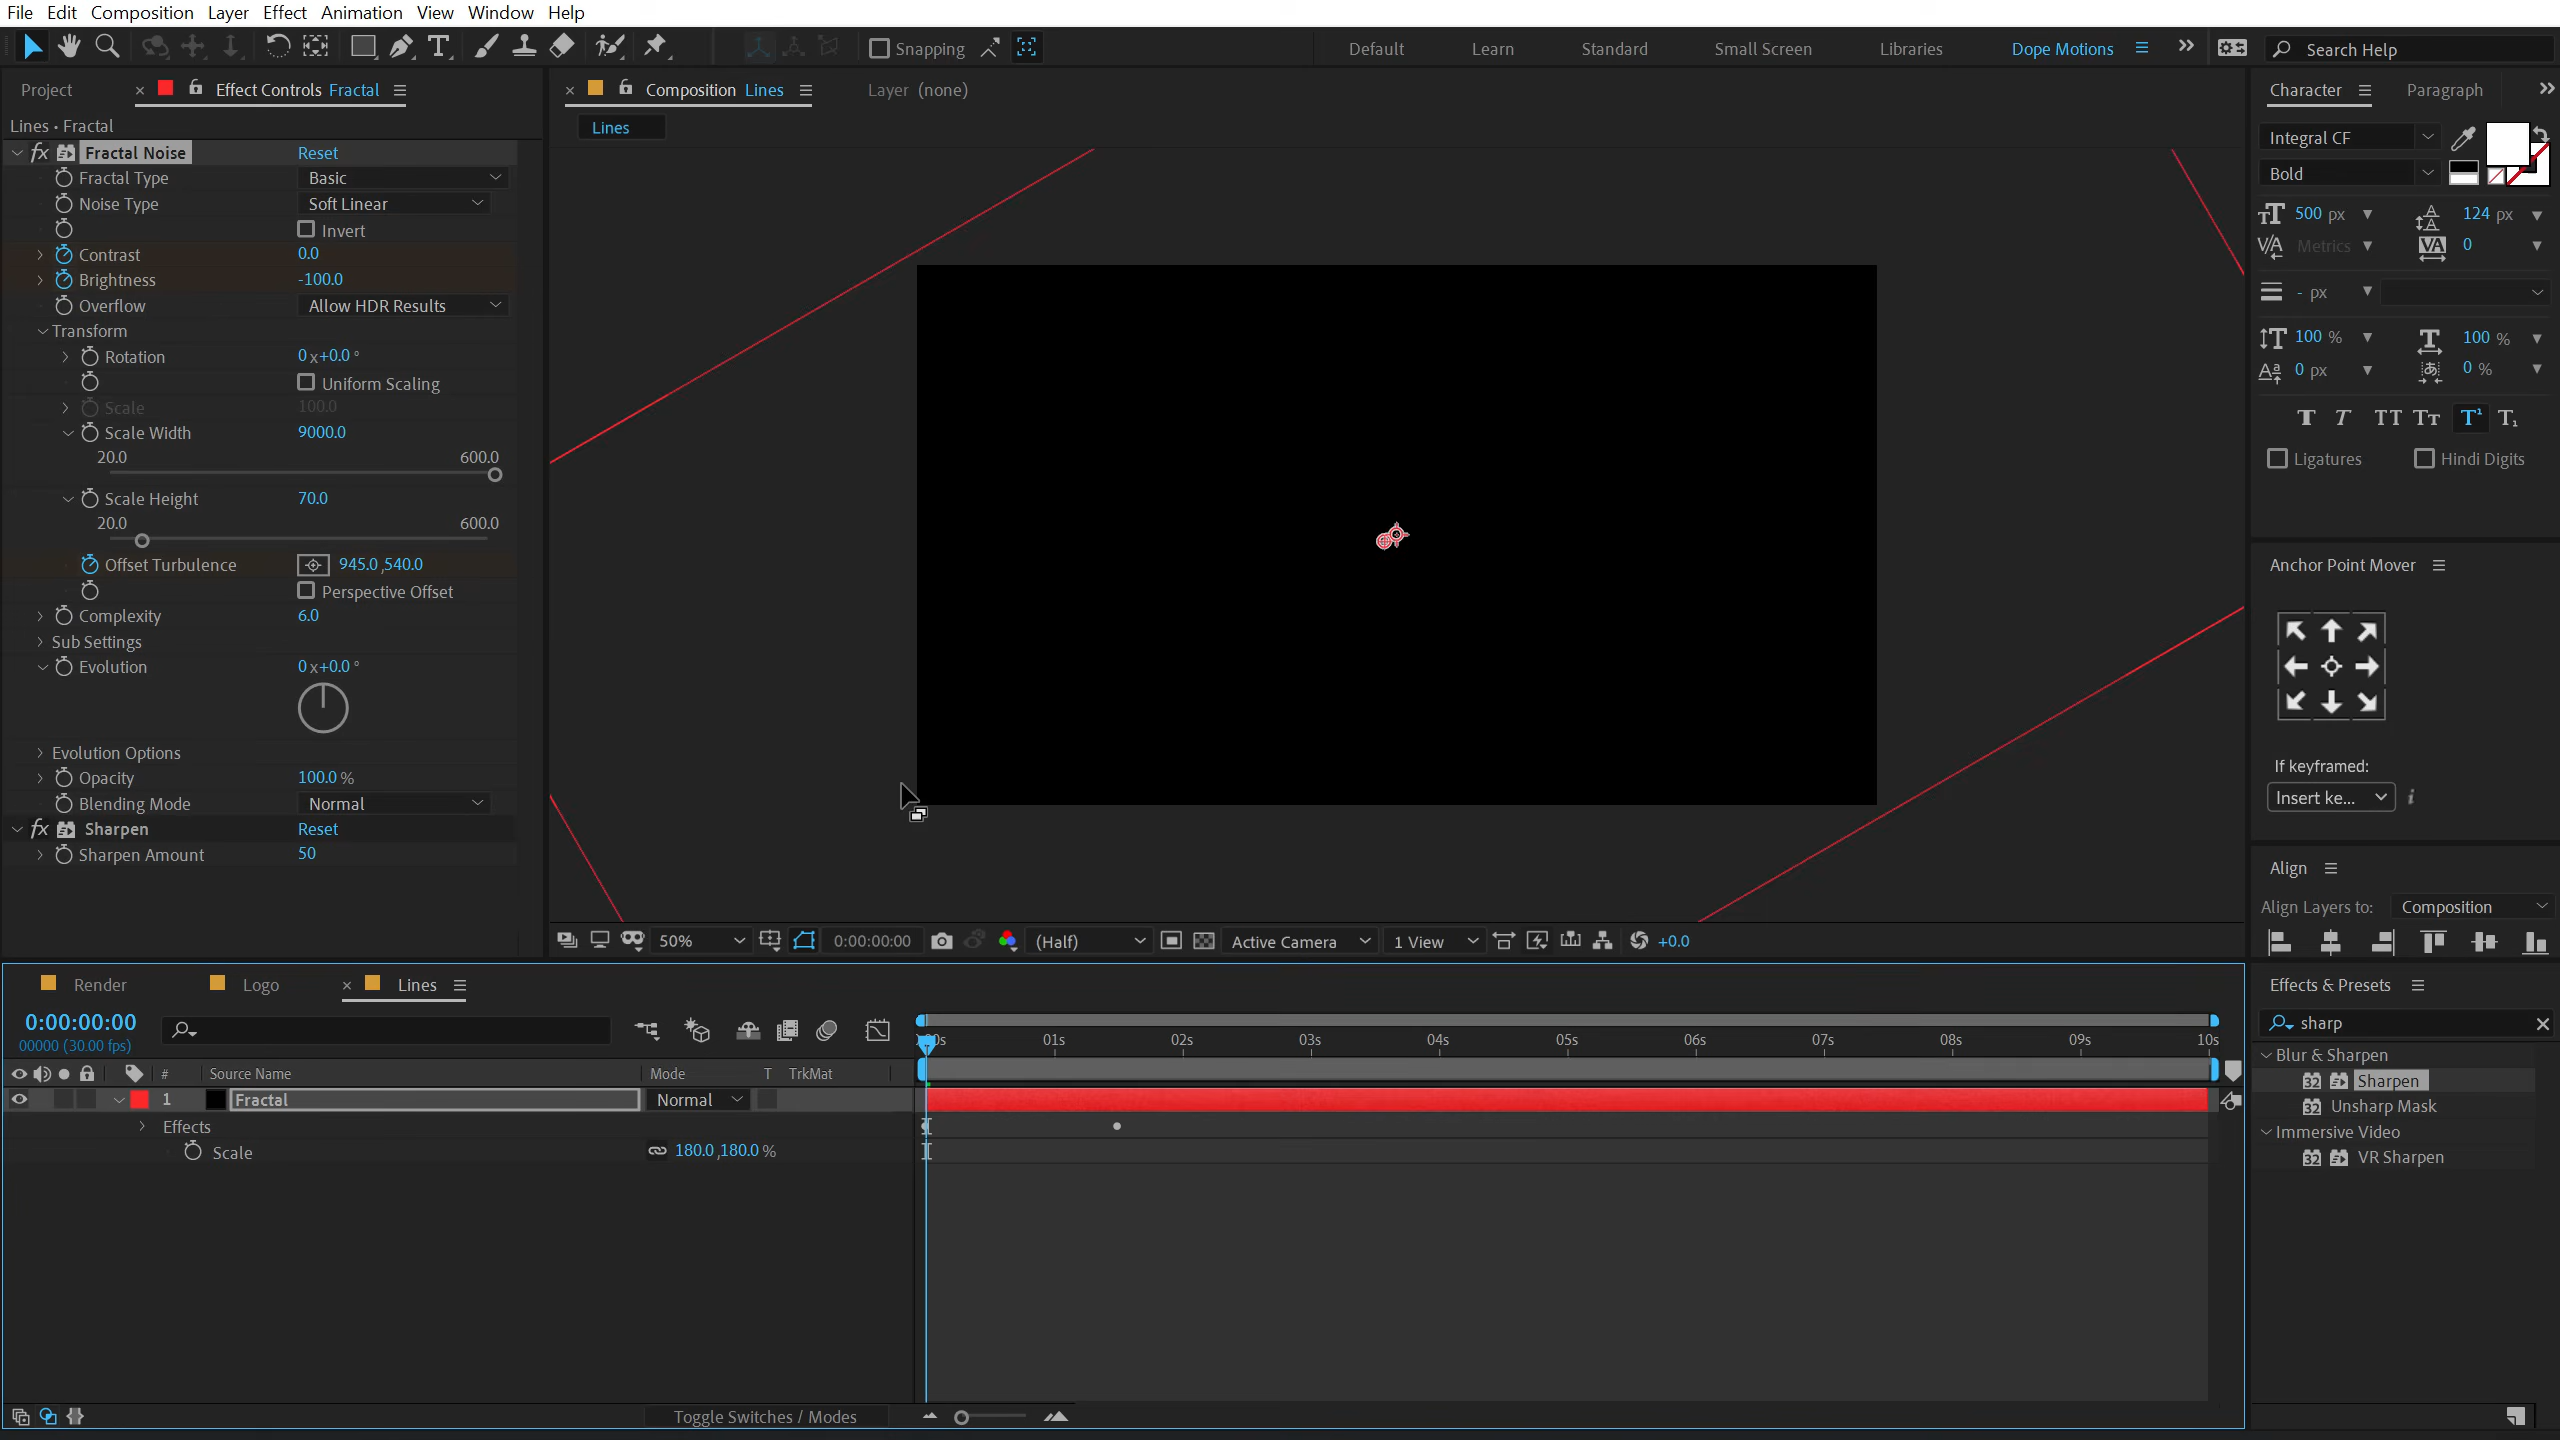 File Edit Composition Layer Effect Animation View Window Help
Snapping Default Learn Standard Small Screen Libraries Dope Motions Search Help
Project Effect Controls Fractal
Composition Lines Layer (none)
Lines • Fractal
Lines
fx Fractal Noise Reset
Fractal Type Basic
Noise Type Soft Linear
Invert
Contrast 0.0
Brightness -100.0
Overflow Allow HDR Results
Transform
Rotation 0 x+0.0 °
Uniform Scaling
Scale 100.0
Scale Width 9000.0
20.0 600.0
Scale Height 70.0
20.0 600.0
Offset Turbulence 945.0 ,540.0
Perspective Offset
Complexity 6.0
Sub Settings
Evolution 0 x+0.0 °
Evolution Options
Opacity 100.0 %
Blending Mode Normal
fx Sharpen Reset
Sharpen Amount 50
50% 0:00:00:00 (Half) Active Camera 1 View +0.0
Character Paragraph
Integral CF
Bold
500 px 124 px
Metrics 0
- px
100 % 100 %
0 px 0 %
Ligatures Hindi Digits
Anchor Point Mover
If keyframed:
Insert ke...
Align
Align Layers to: Composition
Effects & Presets
sharp
Blur & Sharpen
32 Sharpen
32 Unsharp Mask
Immersive Video
32 VR Sharpen
Render Logo Lines
0:00:00:00
00000 (30.00 fps)
01s 02s 03s 04s 05s 06s 07s 08s 09s 10s
# Source Name Mode T TrkMat
1 Fractal Normal
Effects
Scale 180.0 ,180.0 %
Toggle Switches / Modes